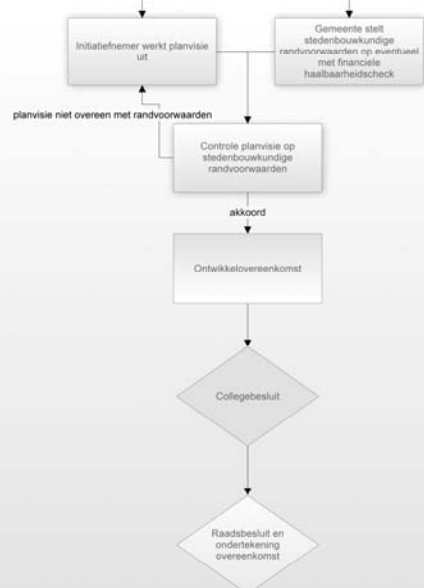 Initiatiefnemer werkt planvisie
uit
Gemeente stelt
stedenbouwkundige
randvoorwaarden op eventueel
met financiele
haalbaarheidscheck
planvisie niet overeen met randvoorwaarden
Controle planvisie op
stedenbouwkundige
randvoorwaarden
akkoord
Ontwikkelovereenkomst
Collegebesluit
Raadsbesluit en
ondertekening
overeenkomst